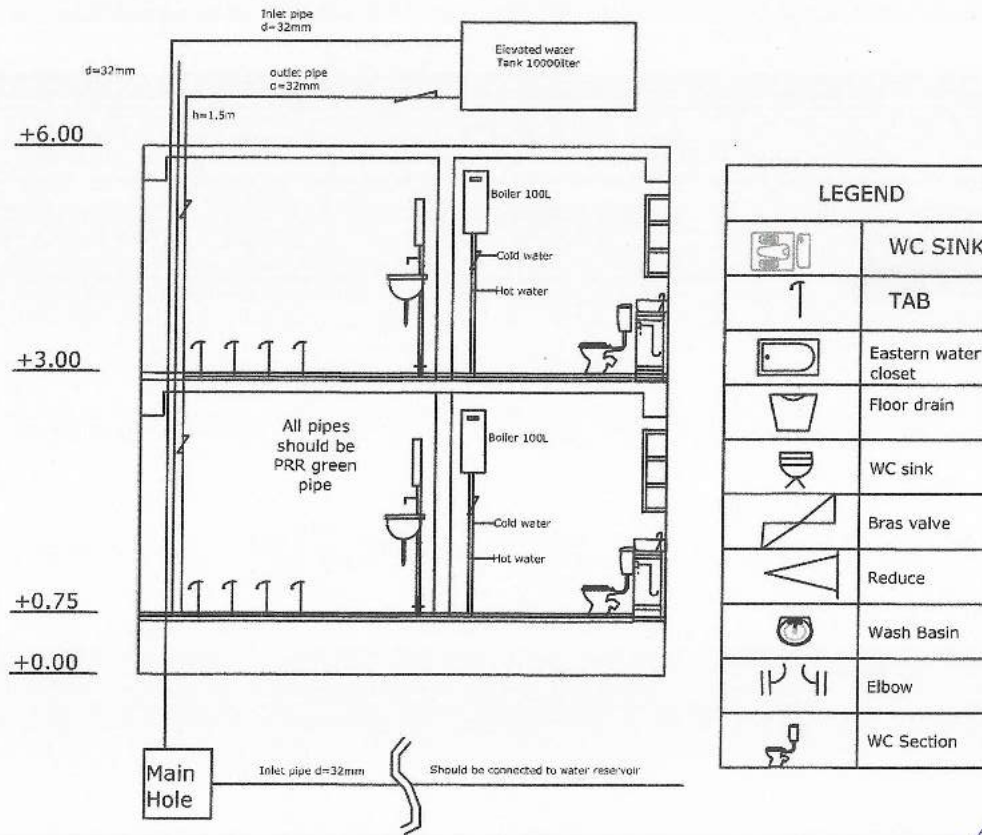 Inlet pipe
d=32mm
d=32mm
outlet pipe
d=32mm
h=1.5m
Elevated water
Tank 10000liter
+6.00
Boiler 100L
Cold water
Hot water
+3.00
All pipes
should be
PRR green
pipe
Boiler 100L
Cold water
Hot water
+0.75
+0.00
Main
Hole
Inlet pipe d=32mm
Should be connected to water reservoir
LEGEND
WC SINK
TAB
Eastern water
closet
Floor drain
WC sink
Bras valve
Reduce
Wash Basin
Elbow
WC Section